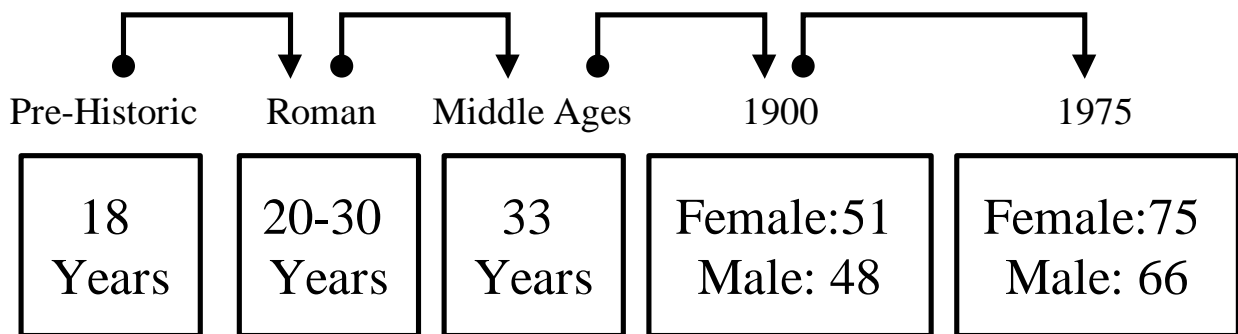 Pre-Historic Roman Middle Ages 1900 1975
18
Years
20-30
Years
33
Years
Female:51
Male: 48
Female:75
Male: 66